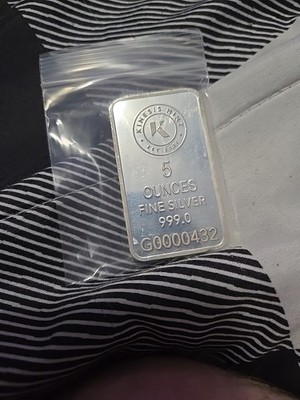 KINESIS MINT
K
5
OUNCES
FINE SILVER
999.0
G0000432